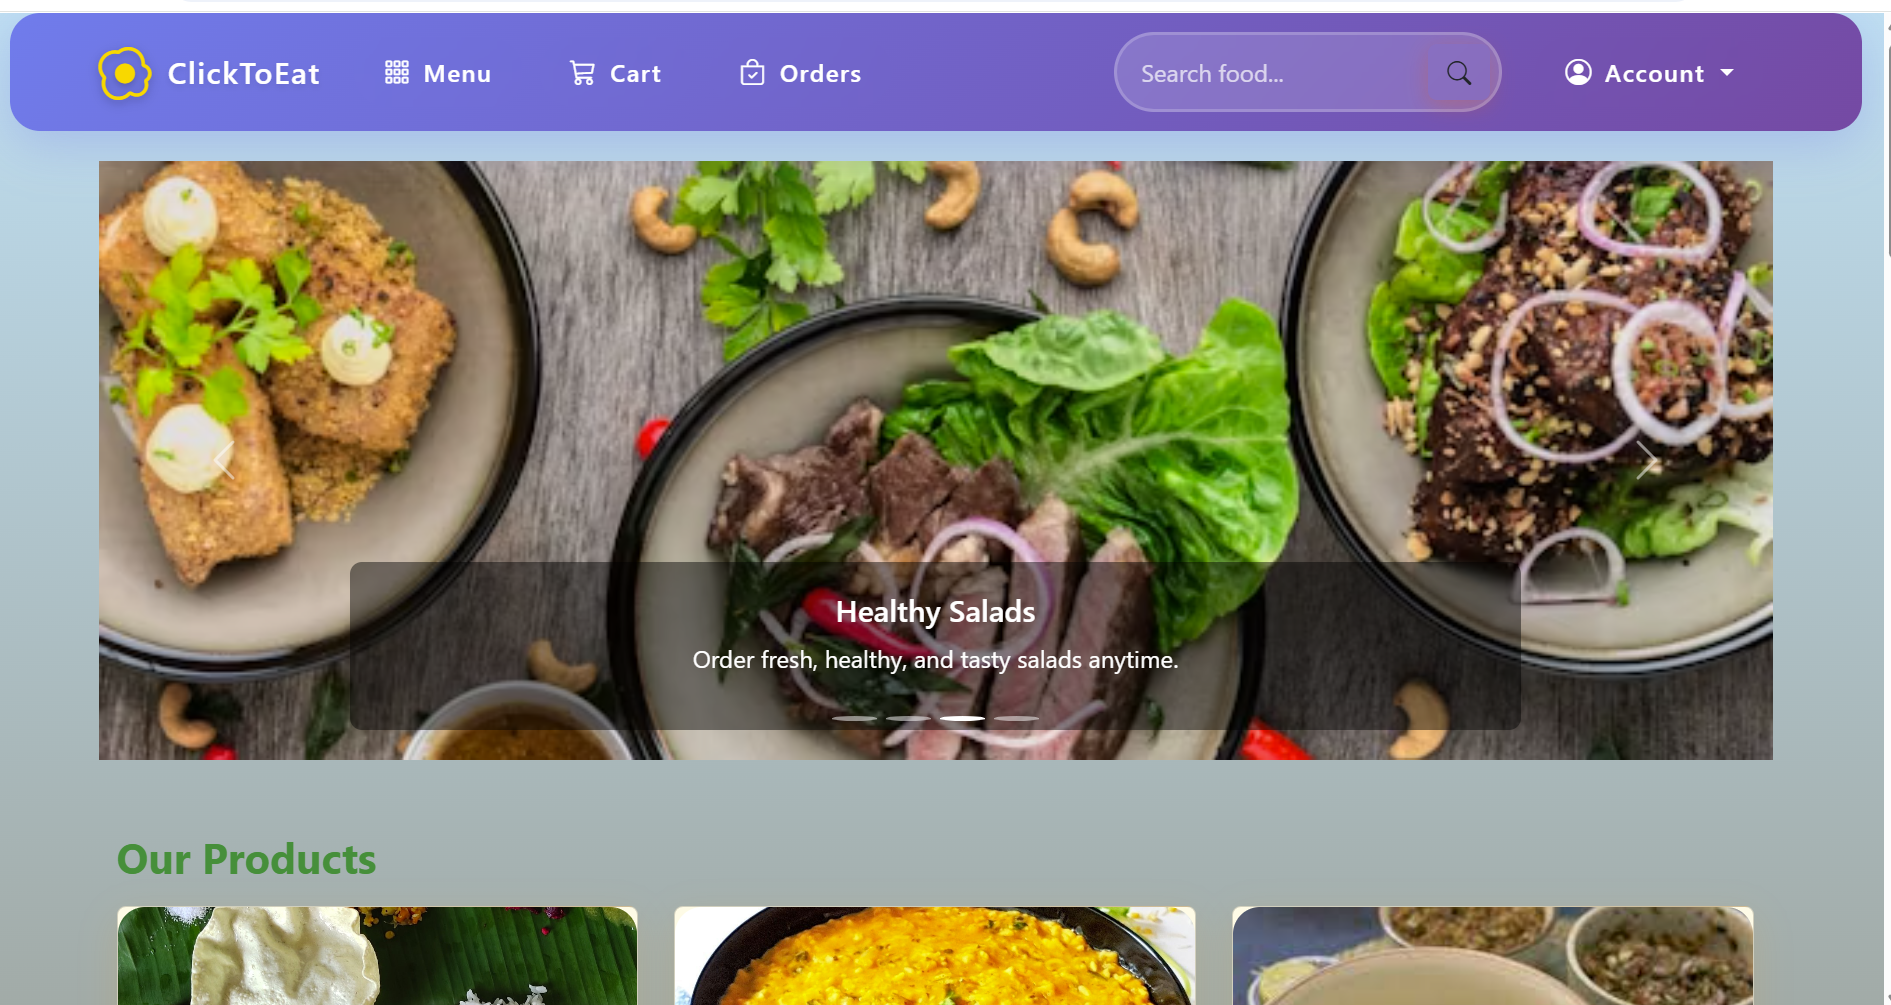 ClickToEat
Menu
Cart
Orders
Search food...
Account
Healthy Salads
Order fresh, healthy, and tasty salads anytime.
Our Products